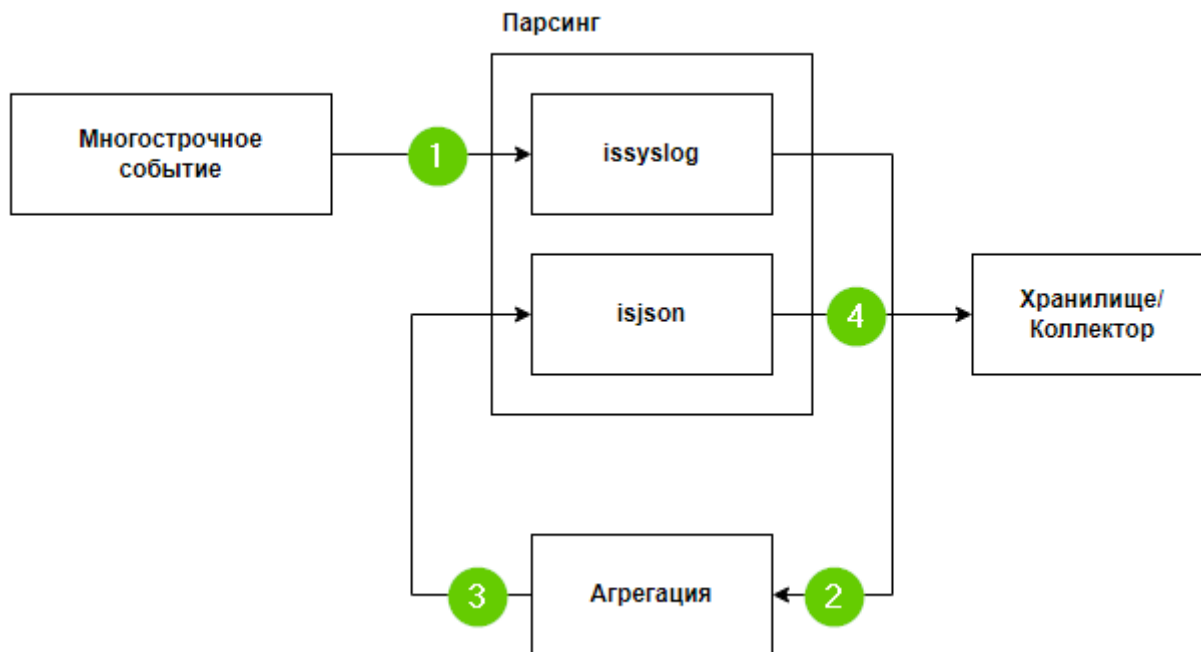 Парсинг
Многострочное
событие
1
issyslog
isjson
4
Хранилище/
Коллектор
3
Агрегация
2